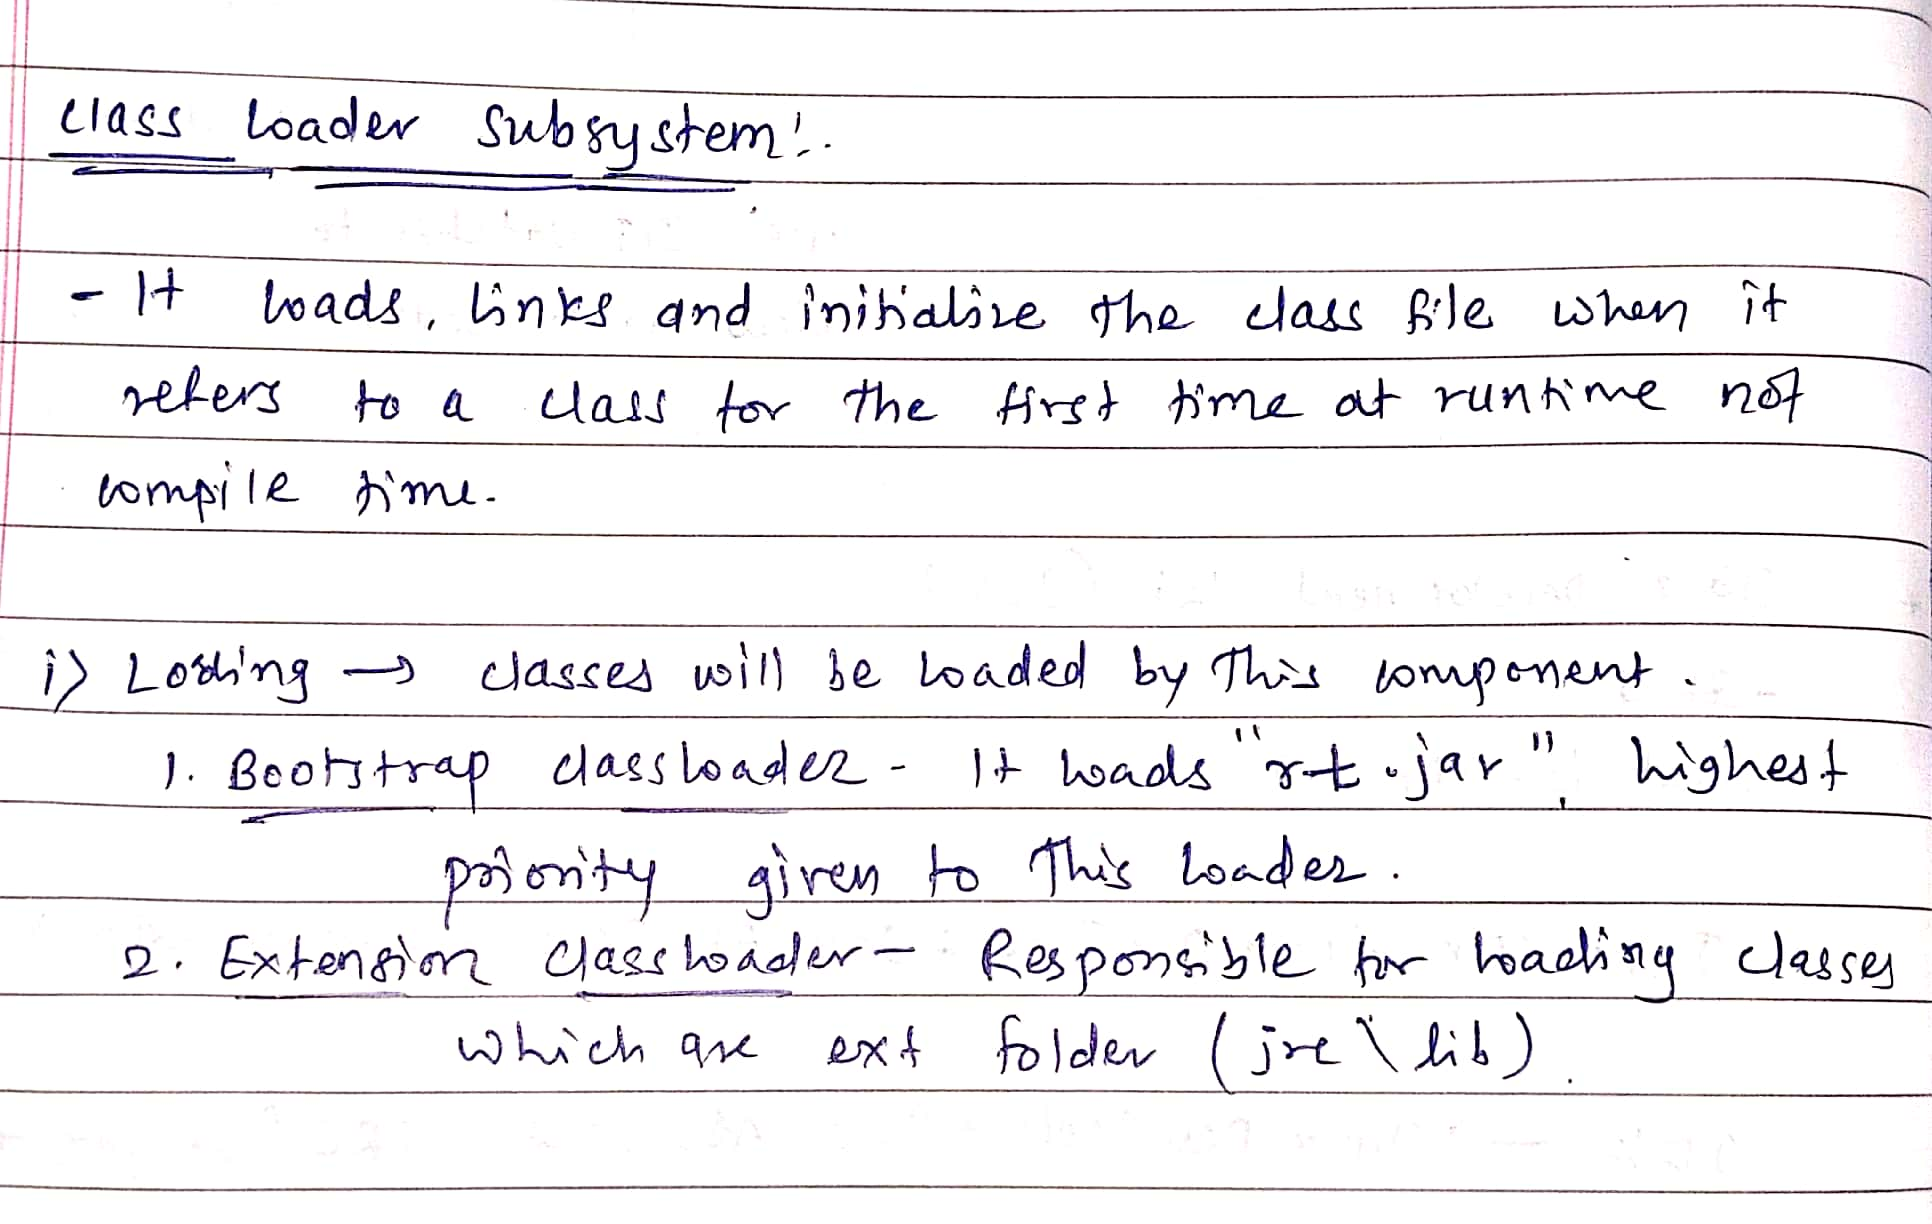 class Loader Subsystem:.
- It loads, links and initialize the class file when it
refers to a class for the first time at runtime not
compile time.
i) Loading → classes will be loaded by This component.
1. Bootstrap classloader - It loads "rt.jar", highest
priority given to This loader.
2. Extension classloader - Responsible for loading classes
which are ext folder (jre\lib).